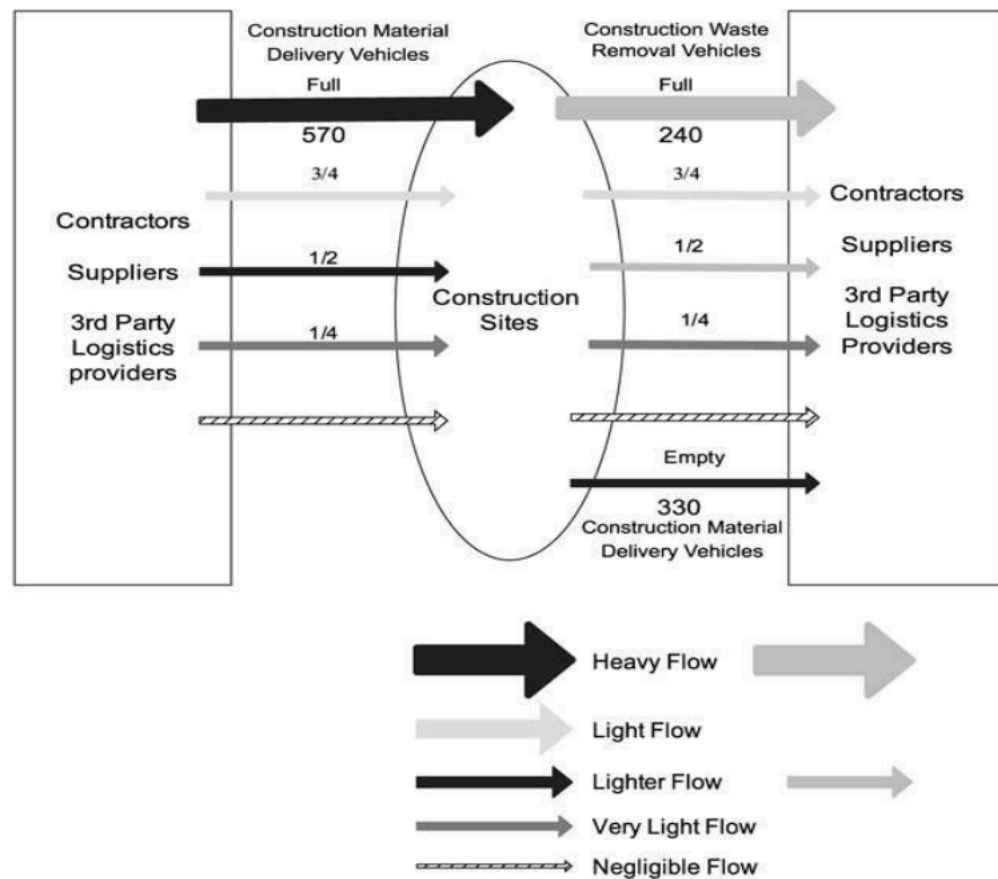 Construction Material
Delivery Vehicles
Full
570
3/4
1/2
1/4
Construction Waste
Removal Vehicles
Full
240
3/4
1/2
1/4
Empty
330
Construction Material
Delivery Vehicles
Contractors
Suppliers
3rd Party
Logistics
providers
Construction
Sites
Contractors
Suppliers
3rd Party
Logistics
Providers
Heavy Flow
Light Flow
Lighter Flow
Very Light Flow
Negligible Flow